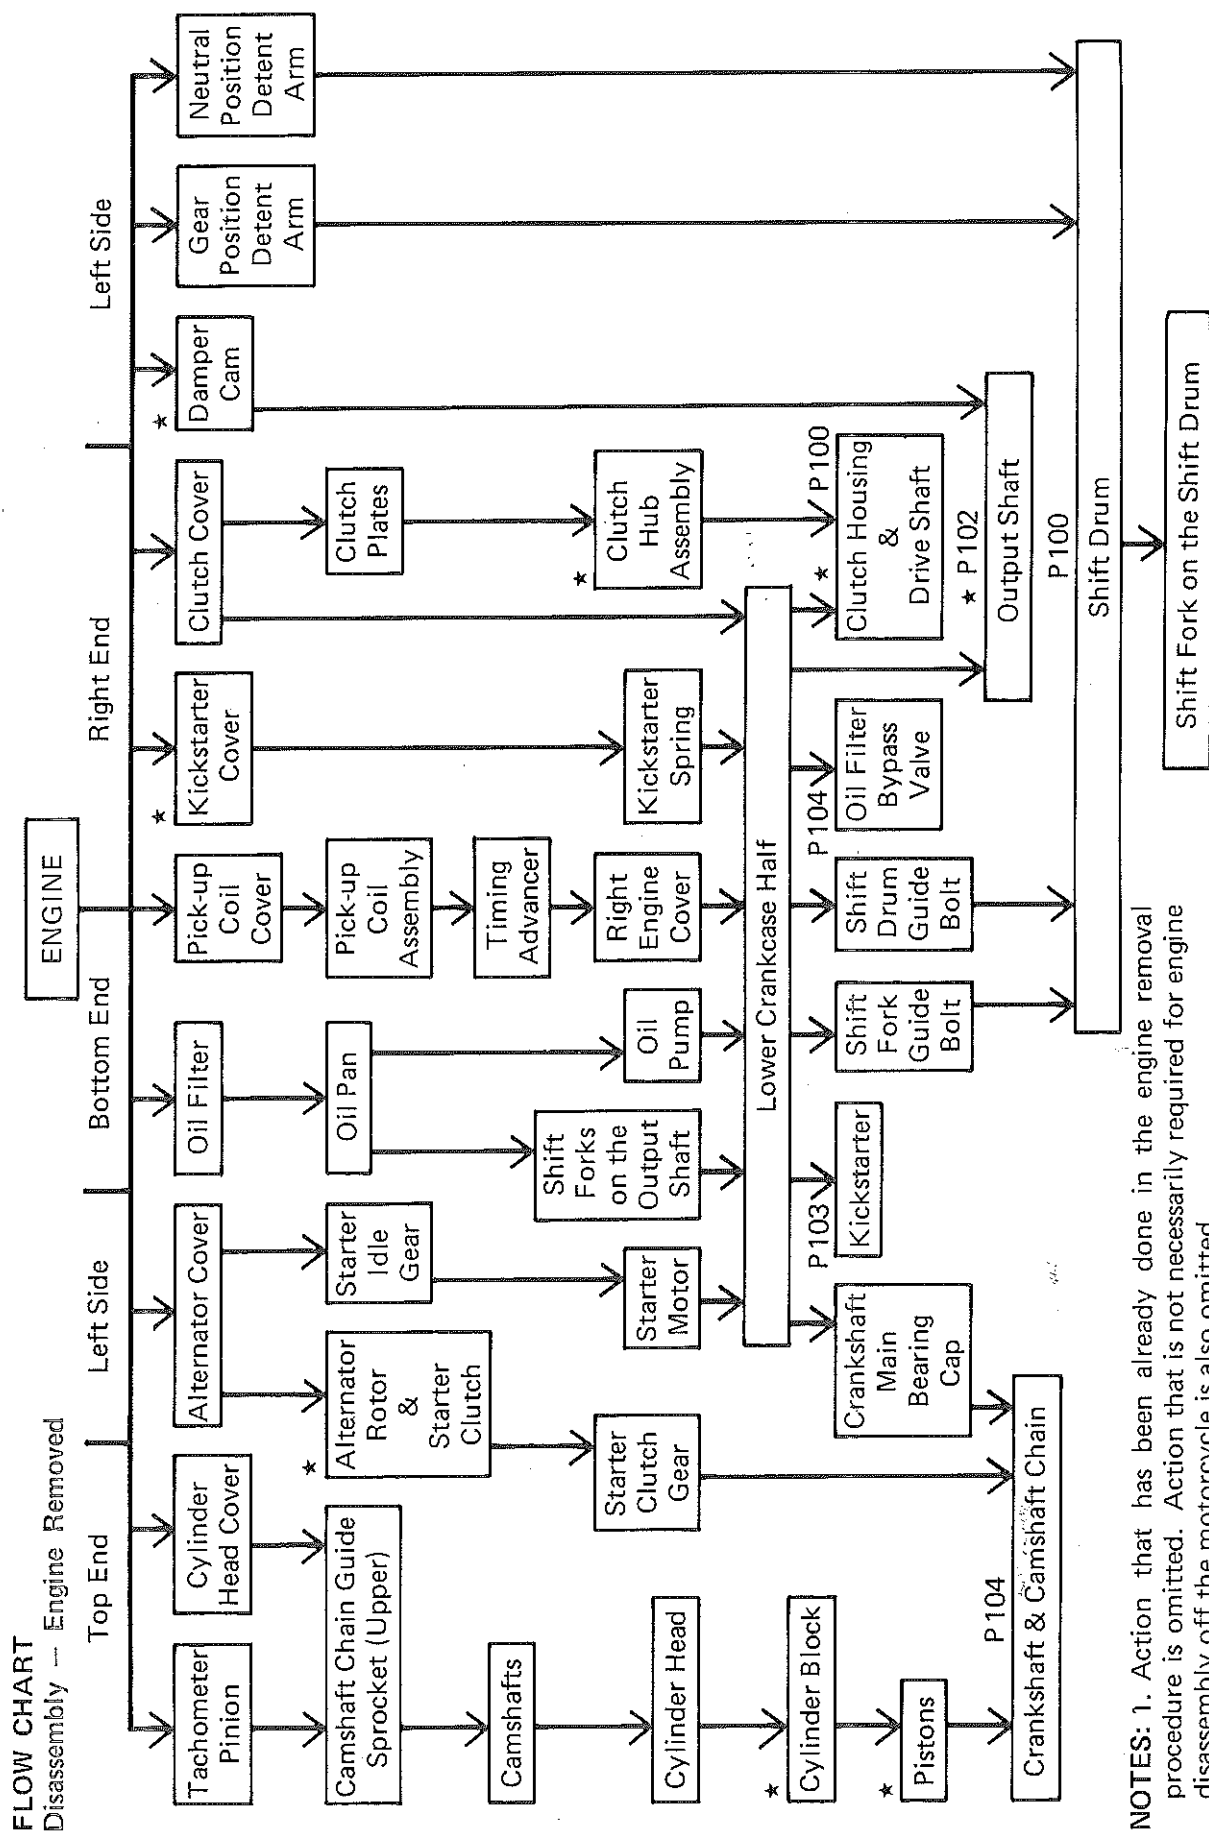 FLOW CHART
Disassembly — Engine Removed
ENGINE
Top End
Left Side
Bottom End
Right End
Left Side
Tachometer
Pinion
Cylinder
Head Cover
Alternator Cover
Oil Filter
Pick-up
Coil
Cover
★
Kickstarter
Cover
Clutch Cover
★
Damper
Cam
Gear
Position
Detent
Arm
Neutral
Position
Detent
Arm
Camshaft Chain Guide
Sprocket (Upper)
★
Alternator
Rotor
&
Starter
Clutch
Starter
Idle
Gear
Oil Pan
Pick-up
Coil
Assembly
Clutch
Plates
Camshafts
Timing
Advancer
Shift
Forks
on the
Output
Shaft
Starter
Clutch
Gear
Right
Engine
Cover
★
Clutch
Hub
Assembly
Cylinder Head
Starter
Motor
Oil
Pump
Kickstarter
Spring
Lower Crankcase Half
★
Cylinder Block
Crankshaft
Main
Bearing
Cap
P103
Kickstarter
Shift
Fork
Guide
Bolt
Shift
Drum
Guide
Bolt
P104
Oil Filter
Bypass
Valve
★
P100
Clutch Housing
&
Drive Shaft
★
Pistons
★ P102
Output Shaft
P104
Crankshaft & Camshaft Chain
P100
Shift Drum
Shift Fork on the Shift Drum
NOTES: 1. Action that has been already done in the engine removal
procedure is omitted. Action that is not necessarily required for engine
disassembly off the motorcycle is also omitted